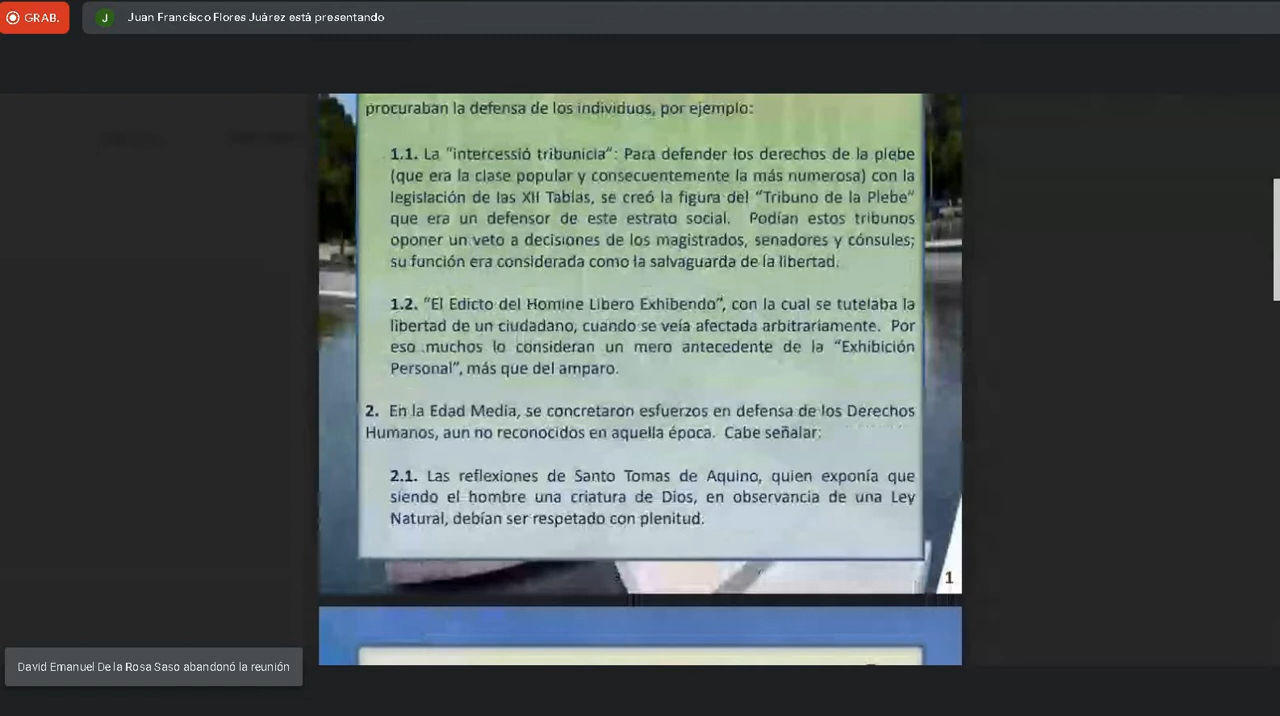 GRAB.
J
Juan Francisco Flores Juárez está presentando
procuraban la defensa de los individuos, por ejemplo:
1.1. La "intercessió tribunicia": Para defender los derechos de la plebe
(que era la clase popular y consecuentemente la más numerosa) con la
legislación de las XII Tablas, se creó la figura del "Tribuno de la Plebe"
que era un defensor de este estrato social. Podían estos tribunos
oponer un veto a decisiones de los magistrados, senadores y cónsules;
su función era considerada como la salvaguarda de la libertad.
1.2. "El Edicto del Homine Libero Exhibendo", con la cual se tutelaba la
libertad de un ciudadano, cuando se veía afectada arbitrariamente. Por
eso muchos lo consideran un mero antecedente de la "Exhibición
Personal", más que del amparo.
2. En la Edad Media, se concretaron esfuerzos en defensa de los Derechos
Humanos, aun no reconocidos en aquella época. Cabe señalar:
2.1. Las reflexiones de Santo Tomas de Aquino, quien exponía que
siendo el hombre una criatura de Dios, en observancia de una Ley
Natural, debían ser respetado con plenitud.
1
David Emanuel De la Rosa Saso abandonó la reunión